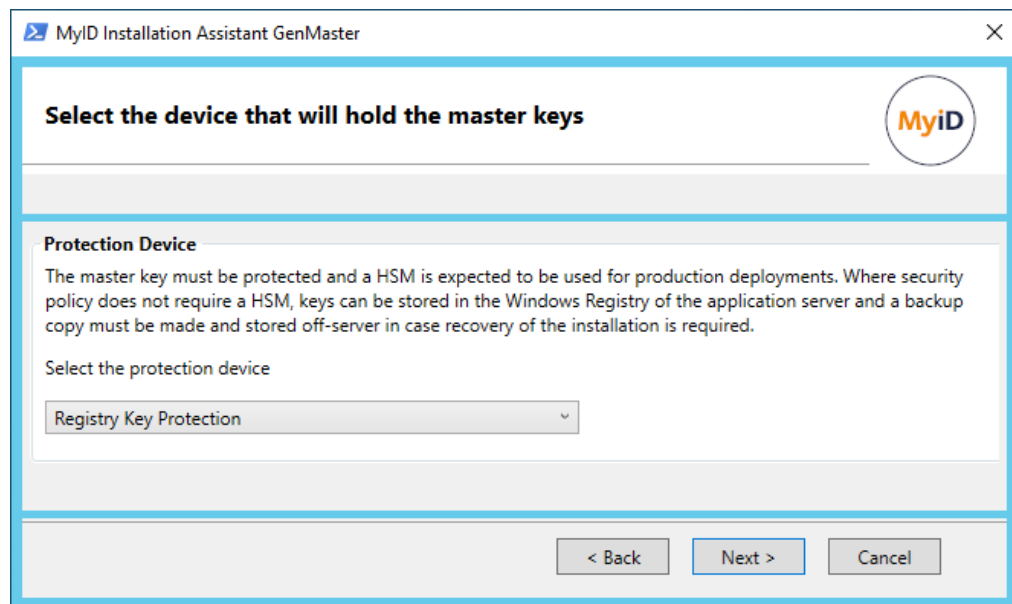 MyID Installation Assistant GenMaster
Select the device that will hold the master keys
MyiD
Protection Device
The master key must be protected and a HSM is expected to be used for production deployments. Where security
policy does not require a HSM, keys can be stored in the Windows Registry of the application server and a backup
copy must be made and stored off-server in case recovery of the installation is required.
Select the protection device
Registry Key Protection
< Back
Next >
Cancel